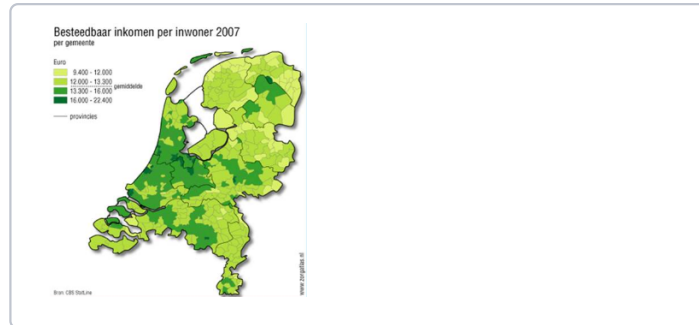 Besteedbaar inkomen per inwoner 2007
per gemeente
Euro
9.400 - 12.000
12.000 - 13.300
gemiddelde
13.300 - 16.000
16.000 - 22.400
provincies
Bron: CBS StatLine
www.zorgatlas.nl